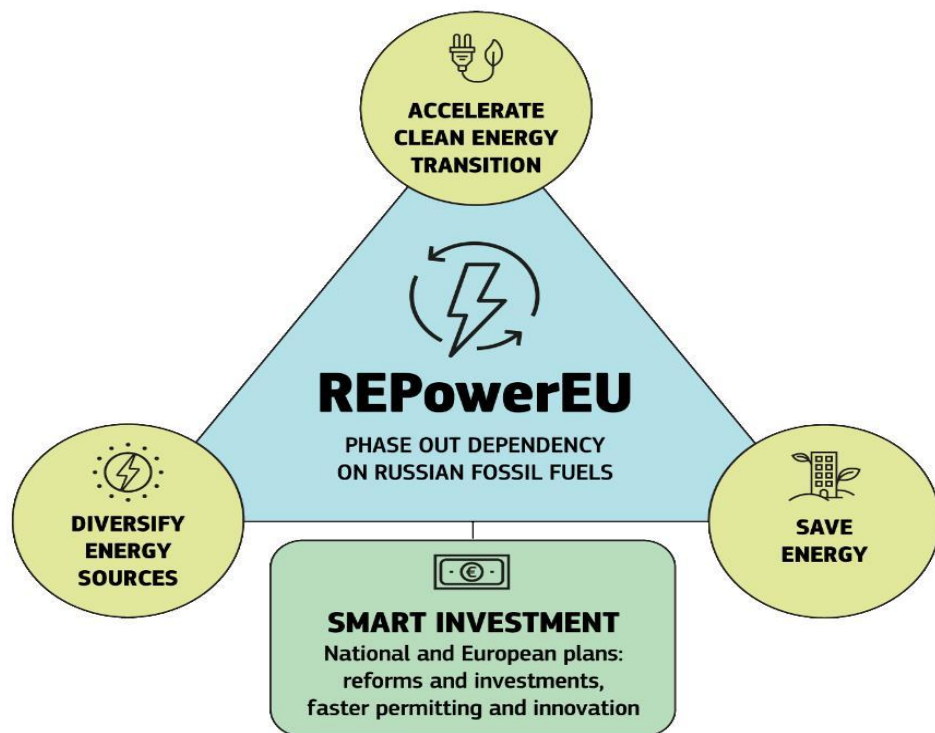 ACCELERATE
CLEAN ENERGY
TRANSITION
REPowerEU
PHASE OUT DEPENDENCY
ON RUSSIAN FOSSIL FUELS
DIVERSIFY
ENERGY
SOURCES
SAVE
ENERGY
€
SMART INVESTMENT
National and European plans:
reforms and investments,
faster permitting and innovation